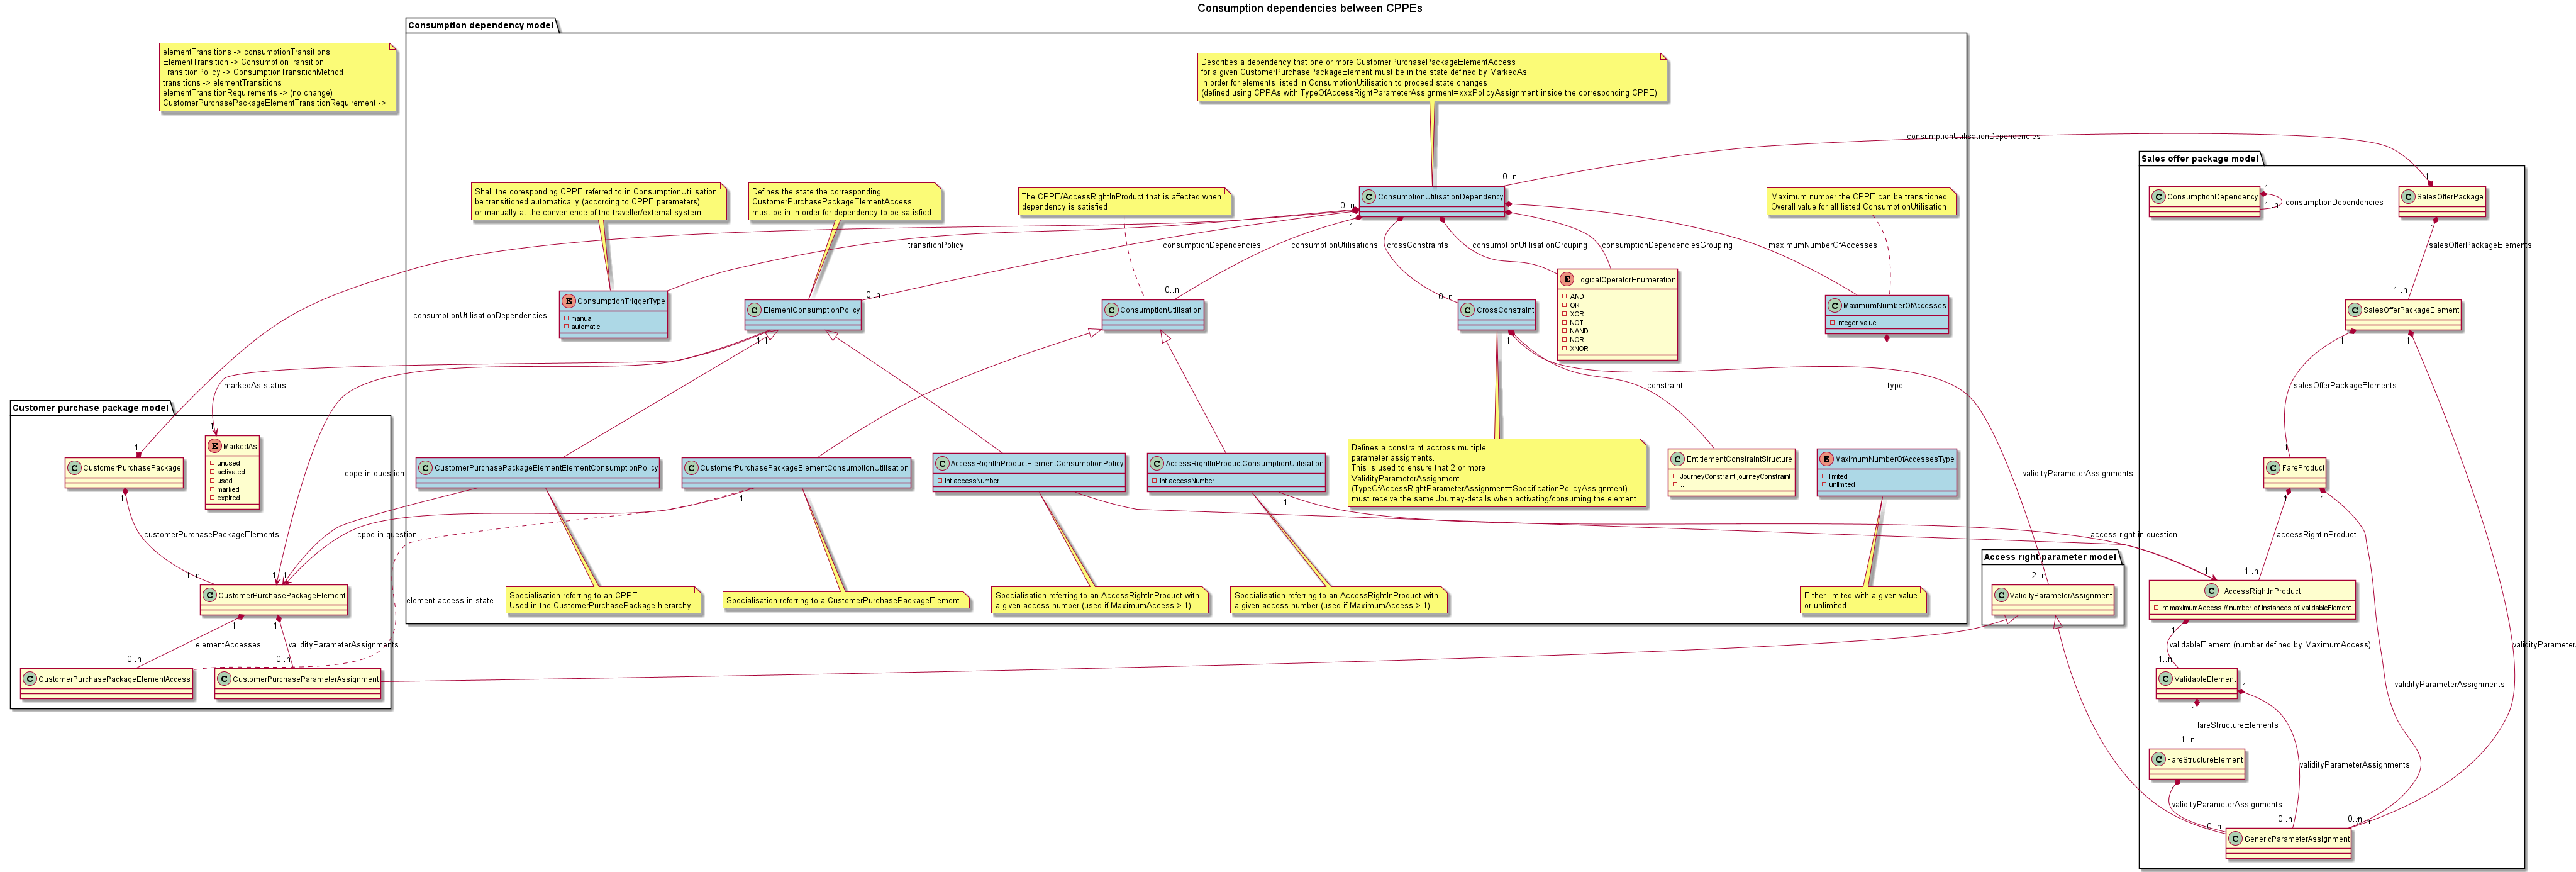 Consumption dependencies between CPPEs
Consumption dependency model
elementTransitions -> consumptionTransitions
ElementTransition -> ConsumptionTransition
TransitionPolicy -> ConsumptionTransitionMethod
transitions -> elementTransitions
elementTransitionRequirements -> (no change)
CustomerPurchasePackageElementTransitionRequirement ->
Describes a dependency that one or more CustomerPurchasePackageElementAccess
for a given CustomerPurchasePackageElement must be in the state defined by MarkedAs
in order for elements listed in ConsumptionUtilisation to proceed state changes
(defined using CPPAs with TypeOfAccessRightParameterAssignment=xxxPolicyAssignment inside the corresponding CPPE)
consumptionUtilisationDependencies
Sales offer package model
Shall the coresponding CPPE referred to in ConsumptionUtilisation
be transitioned automatically (according to CPPE parameters)
or manually at the convenience of the traveller/external system
Defines the state the corresponding
CustomerPurchasePackageElementAccess
must be in in order for dependency to be satisfied
The CPPE/AccessRightInProduct that is affected when
dependency is satisfied
0..n
C ConsumptionUtilisationDependency
Maximum number the CPPE can be transitioned
Overall value for all listed ConsumptionUtilisation
C ConsumptionDependency
1
1..n
consumptionDependencies
1
C SalesOfferPackage
0..n
1
1
1
transitionPolicy
consumptionDependencies
consumptionUtilisations
crossConstraints
consumptionUtilisationGrouping
consumptionDependenciesGrouping
maximumNumberOfAccesses
salesOfferPackageElements
0..n
0..n
0..n
1..n
E ConsumptionTriggerType
manual
automatic
C ElementConsumptionPolicy
C ConsumptionUtilisation
C CrossConstraint
E LogicalOperatorEnumeration
AND
OR
XOR
NOT
NAND
NOR
XNOR
C MaximumNumberOfAccesses
integer value
C SalesOfferPackageElement
consumptionUtilisationDependencies
1
1
1
1
1
markedAs status
constraint
type
salesOfferPackageElements
Customer purchase package model
1
1
1
C CustomerPurchasePackage
E MarkedAs
unused
activated
used
marked
expired
cppe in question
C CustomerPurchasePackageElementElementConsumptionPolicy
C CustomerPurchasePackageElementConsumptionUtilisation
C AccessRightInProductElementConsumptionPolicy
int accessNumber
C AccessRightInProductConsumptionUtilisation
int accessNumber
Defines a constraint accross multiple
parameter assigments.
This is used to ensure that 2 or more
ValidityParameterAssignment
(TypeOfAccessRightParameterAssignment=SpecificationPolicyAssignment)
must receive the same Journey-details when activating/consuming the element
C EntitlementConstraintStructure
JourneyConstraint journeyConstraint
...
E MaximumNumberOfAccessesType
limited
unlimited
validityParameterAssignments
C FareProduct
1
1
1
1
1
customerPurchasePackageElements
cppe in question
access right in question
accessRightInProduct
Access right parameter model
1..n
1
1
2..n
1
1..n
C CustomerPurchasePackageElement
element access in state
Specialisation referring to an CPPE.
Used in the CustomerPurchasePackage hierarchy
Specialisation referring to a CustomerPurchasePackageElement
Specialisation referring to an AccessRightInProduct with
a given access number (used if MaximumAccess > 1)
Specialisation referring to an AccessRightInProduct with
a given access number (used if MaximumAccess > 1)
Either limited with a given value
or unlimited
C ValidityParameterAssignment
C AccessRightInProduct
int maximumAccess // number of instances of validableElement
1
1
1
elementAccesses
validityParameterAssignments
validableElement (number defined by MaximumAccess)
validityParameter
0..n
0..n
1..n
C CustomerPurchasePackageElementAccess
C CustomerPurchaseParameterAssignment
C ValidableElement
validityParameterAssignments
1
1
fareStructureElements
1..n
C FareStructureElement
validityParameterAssignments
1
validityParameterAssignments
0..n
0..n
0..n
C GenericParameterAssignment